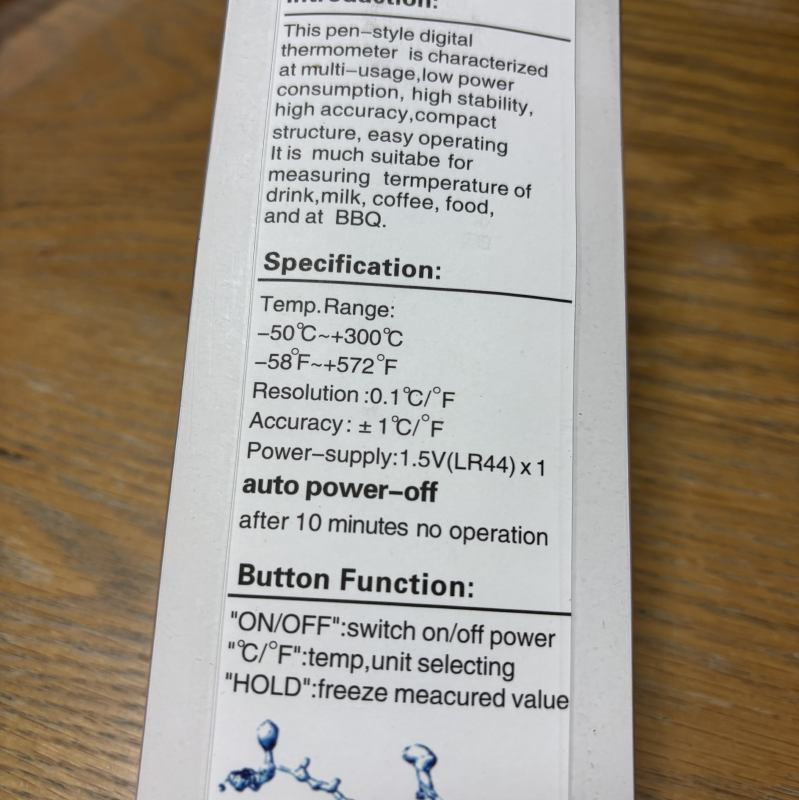 Introduction:
This pen–style digital
thermometer is characterized
at multi–usage,low power
consumption, high stability,
high accuracy,compact
structure, easy operating
It is much suitabe for
measuring termperature of
drink,milk, coffee, food,
and at BBQ.
Specification:
Temp.Range:
–50℃~+300℃
–58°F~+572°F
Resolution :0.1℃/°F
Accuracy: ± 1℃/°F
Power–supply:1.5V(LR44) x 1
auto power–off
after 10 minutes no operation
Button Function:
"ON/OFF":switch on/off power
"℃/°F":temp,unit selecting
"HOLD":freeze meacured value